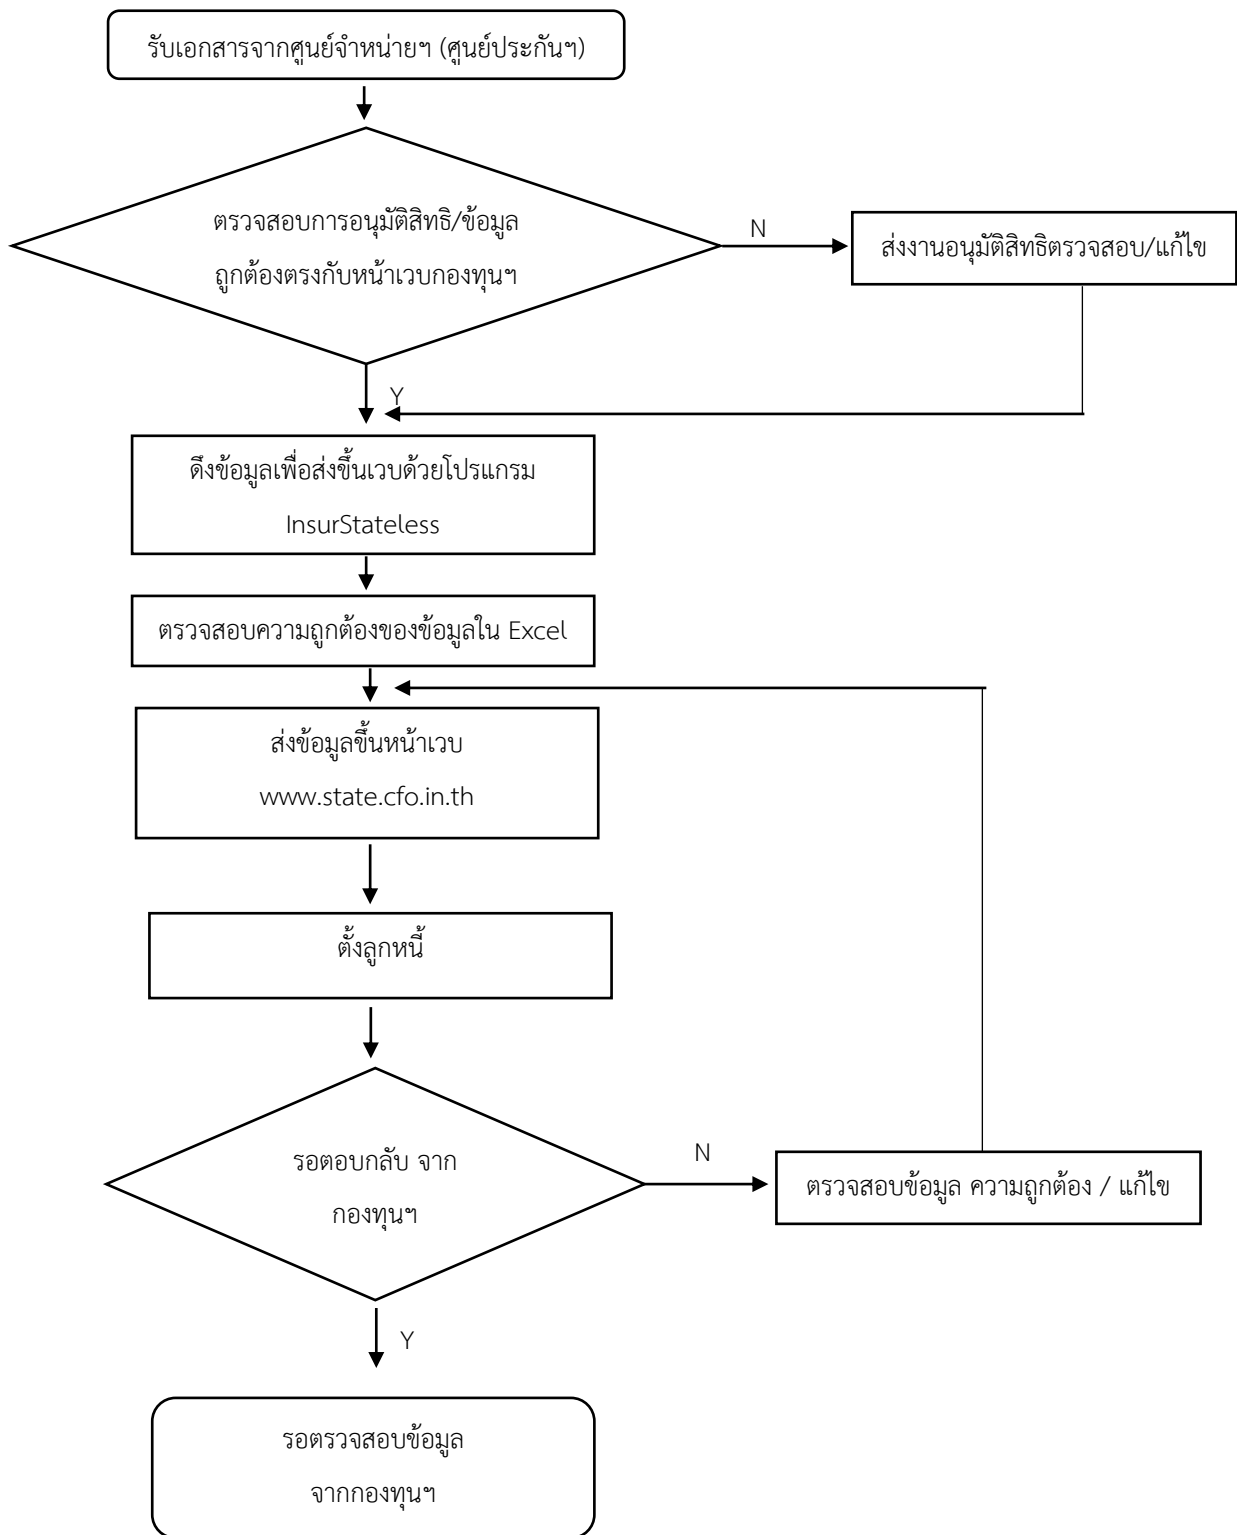 รับเอกสารจากศูนย์จำหน่ายฯ (ศูนย์ประกันฯ)
ตรวจสอบการอนุมัติสิทธิ/ข้อมูล
ถูกต้องตรงกับหน้าเวบกองทุนฯ
N
ส่งงานอนุมัติสิทธิตรวจสอบ/แก้ไข
Y
ดึงข้อมูลเพื่อส่งขึ้นเวบด้วยโปรแกรม
InsurStateless
ตรวจสอบความถูกต้องของข้อมูลใน Excel
ส่งข้อมูลขึ้นหน้าเวบ
www.state.cfo.in.th
ตั้งลูกหนี้
รอตอบกลับ จาก
กองทุนฯ
N
ตรวจสอบข้อมูล ความถูกต้อง / แก้ไข
Y
รอตรวจสอบข้อมูล
จากกองทุนฯ